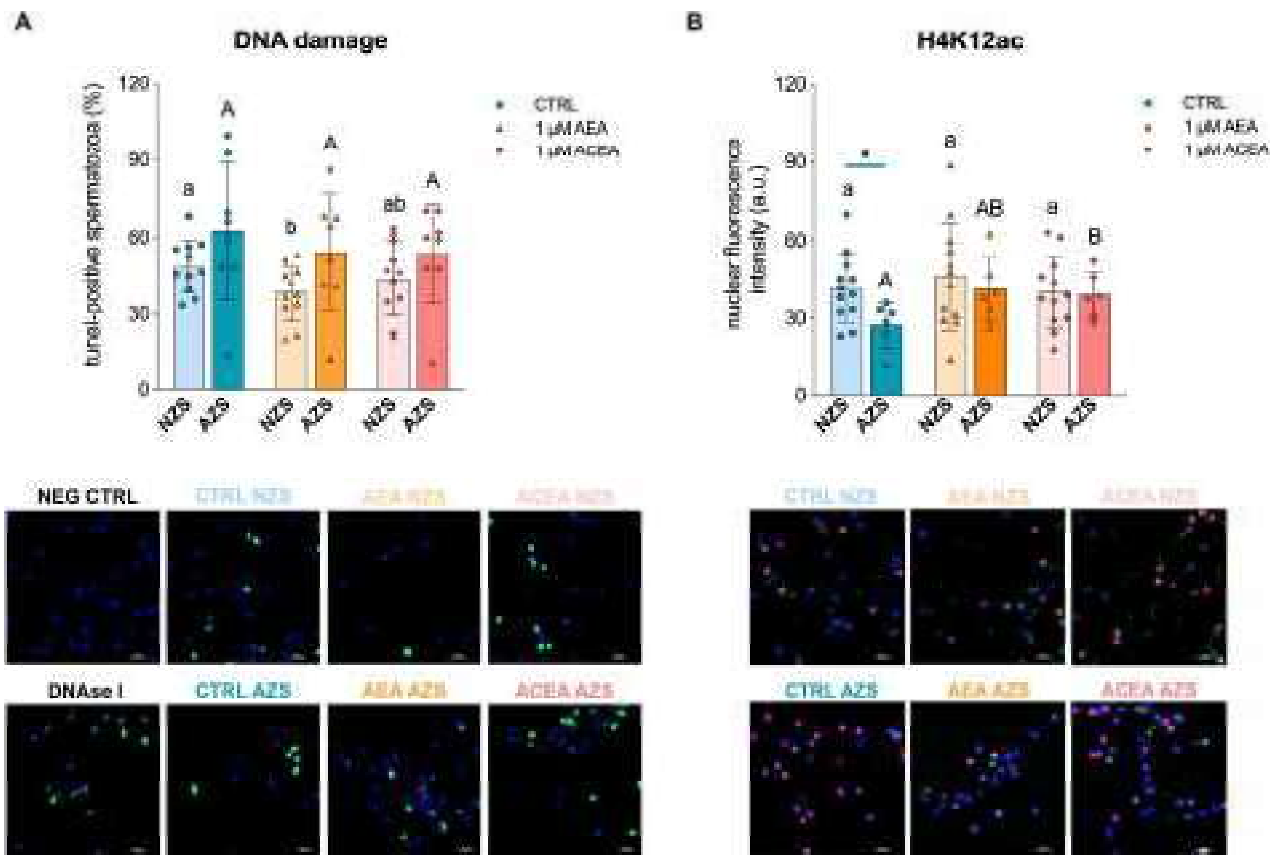 A
DNA damage
tunel-positive spermatozoa (%)
120
90
60
30
0
a
A
b
A
ab
A
NZS
AZS
NZS
AZS
NZS
AZS
CTRL
1 µM AEA
1 µM ACEA
B
H4K12ac
nuclear fluorescence
intensity (a.u.)
120
90
60
30
0
a
A
a
AB
a
B
NZS
AZS
NZS
AZS
NZS
AZS
CTRL
1 µM AEA
1 µM ACEA
NEG CTRL
CTRL NZS
AEA NZS
ACEA NZS
DNAse I
CTRL AZS
AEA AZS
ACEA AZS
CTRL NZS
AEA NZS
ACEA NZS
CTRL AZS
AEA AZS
ACEA AZS